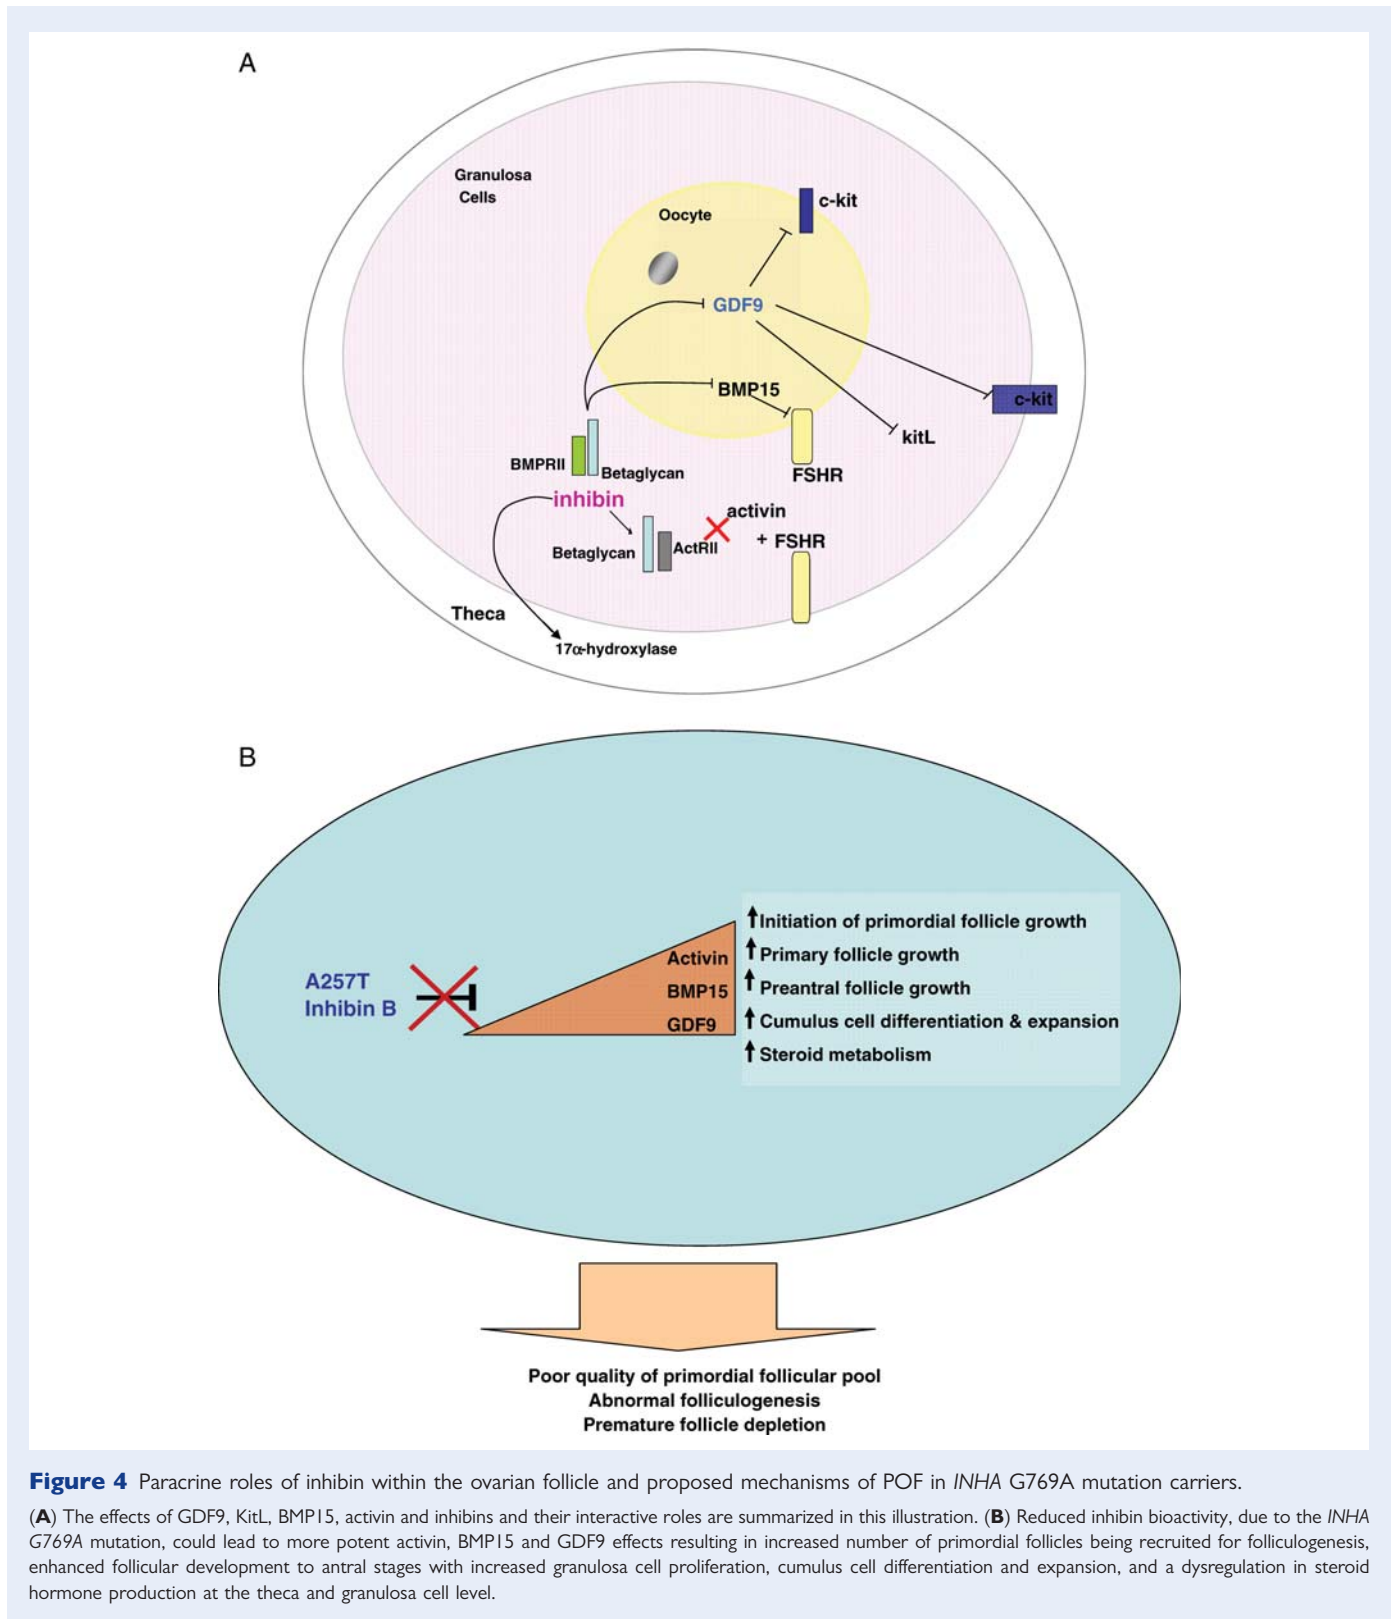 A
Granulosa
Cells
Oocyte
c-kit
GDF9
BMP15
c-kit
kitL
BMPRII
Betaglycan
FSHR
inhibin
activin
Betaglycan
ActRII
+ FSHR
Theca
17α-hydroxylase
B
A257T
Inhibin B
Activin
BMP15
GDF9
Initiation of primordial follicle growth
Primary follicle growth
Preantral follicle growth
Cumulus cell differentiation & expansion
Steroid metabolism
Poor quality of primordial follicular pool
Abnormal folliculogenesis
Premature follicle depletion
Figure 4 Paracrine roles of inhibin within the ovarian follicle and proposed mechanisms of POF in INHA G769A mutation carriers.
(A) The effects of GDF9, KitL, BMP15, activin and inhibins and their interactive roles are summarized in this illustration. (B) Reduced inhibin bioactivity, due to the INHA
G769A mutation, could lead to more potent activin, BMP15 and GDF9 effects resulting in increased number of primordial follicles being recruited for folliculogenesis,
enhanced follicular development to antral stages with increased granulosa cell proliferation, cumulus cell differentiation and expansion, and a dysregulation in steroid
hormone production at the theca and granulosa cell level.